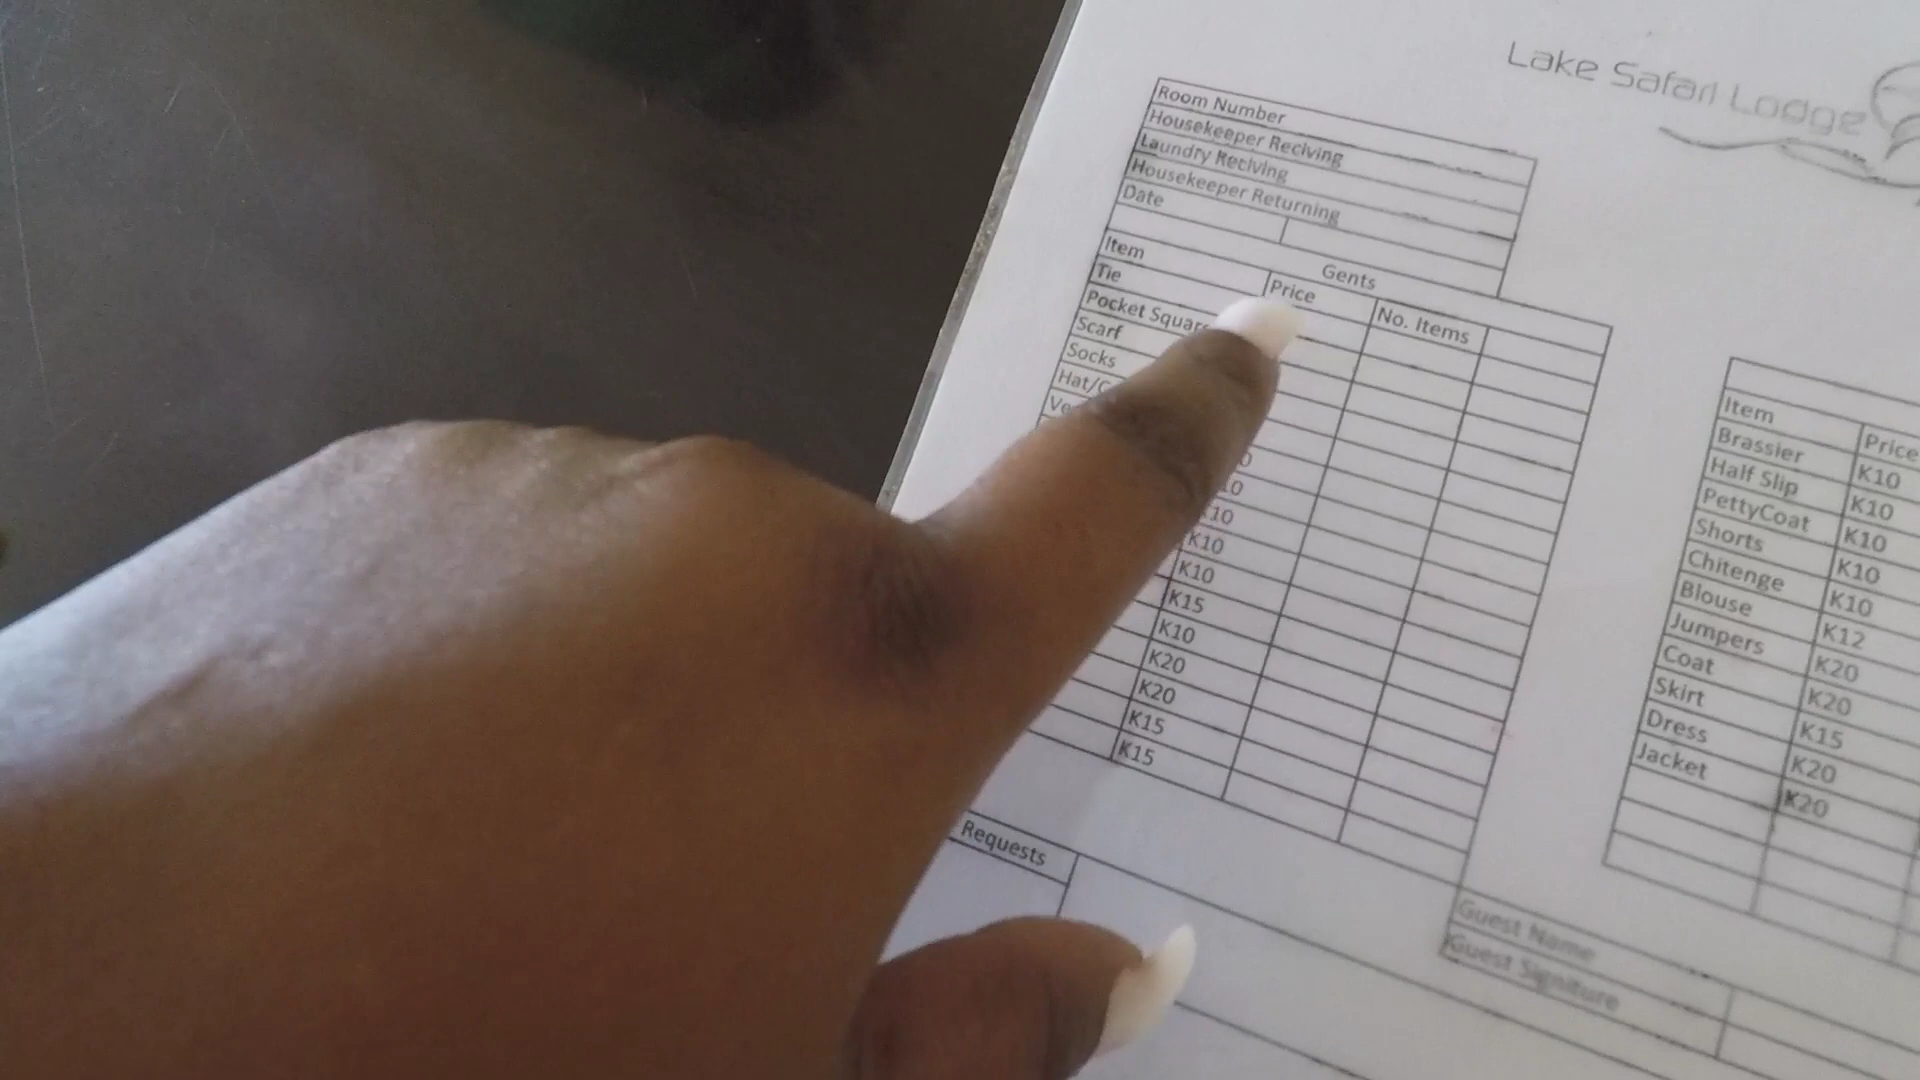 Lake Safari Lodge
Room Number
Housekeeper Reciving
Laundry Reciving
Housekeeper Returning
Date
Gents
Item Price No. Items
Tie
Pocket Squar
Scarf
Socks
Hat/C
Ve
K10
K10
K10
K15
K10
K20
K20
K15
K15
Item Price
Brassier K10
Half Slip K10
PettyCoat K10
Shorts K10
Chitenge K10
Blouse K12
Jumpers K20
Coat K20
Skirt K15
Dress K20
Jacket K20
Requests
Guest Name
Guest Signiture